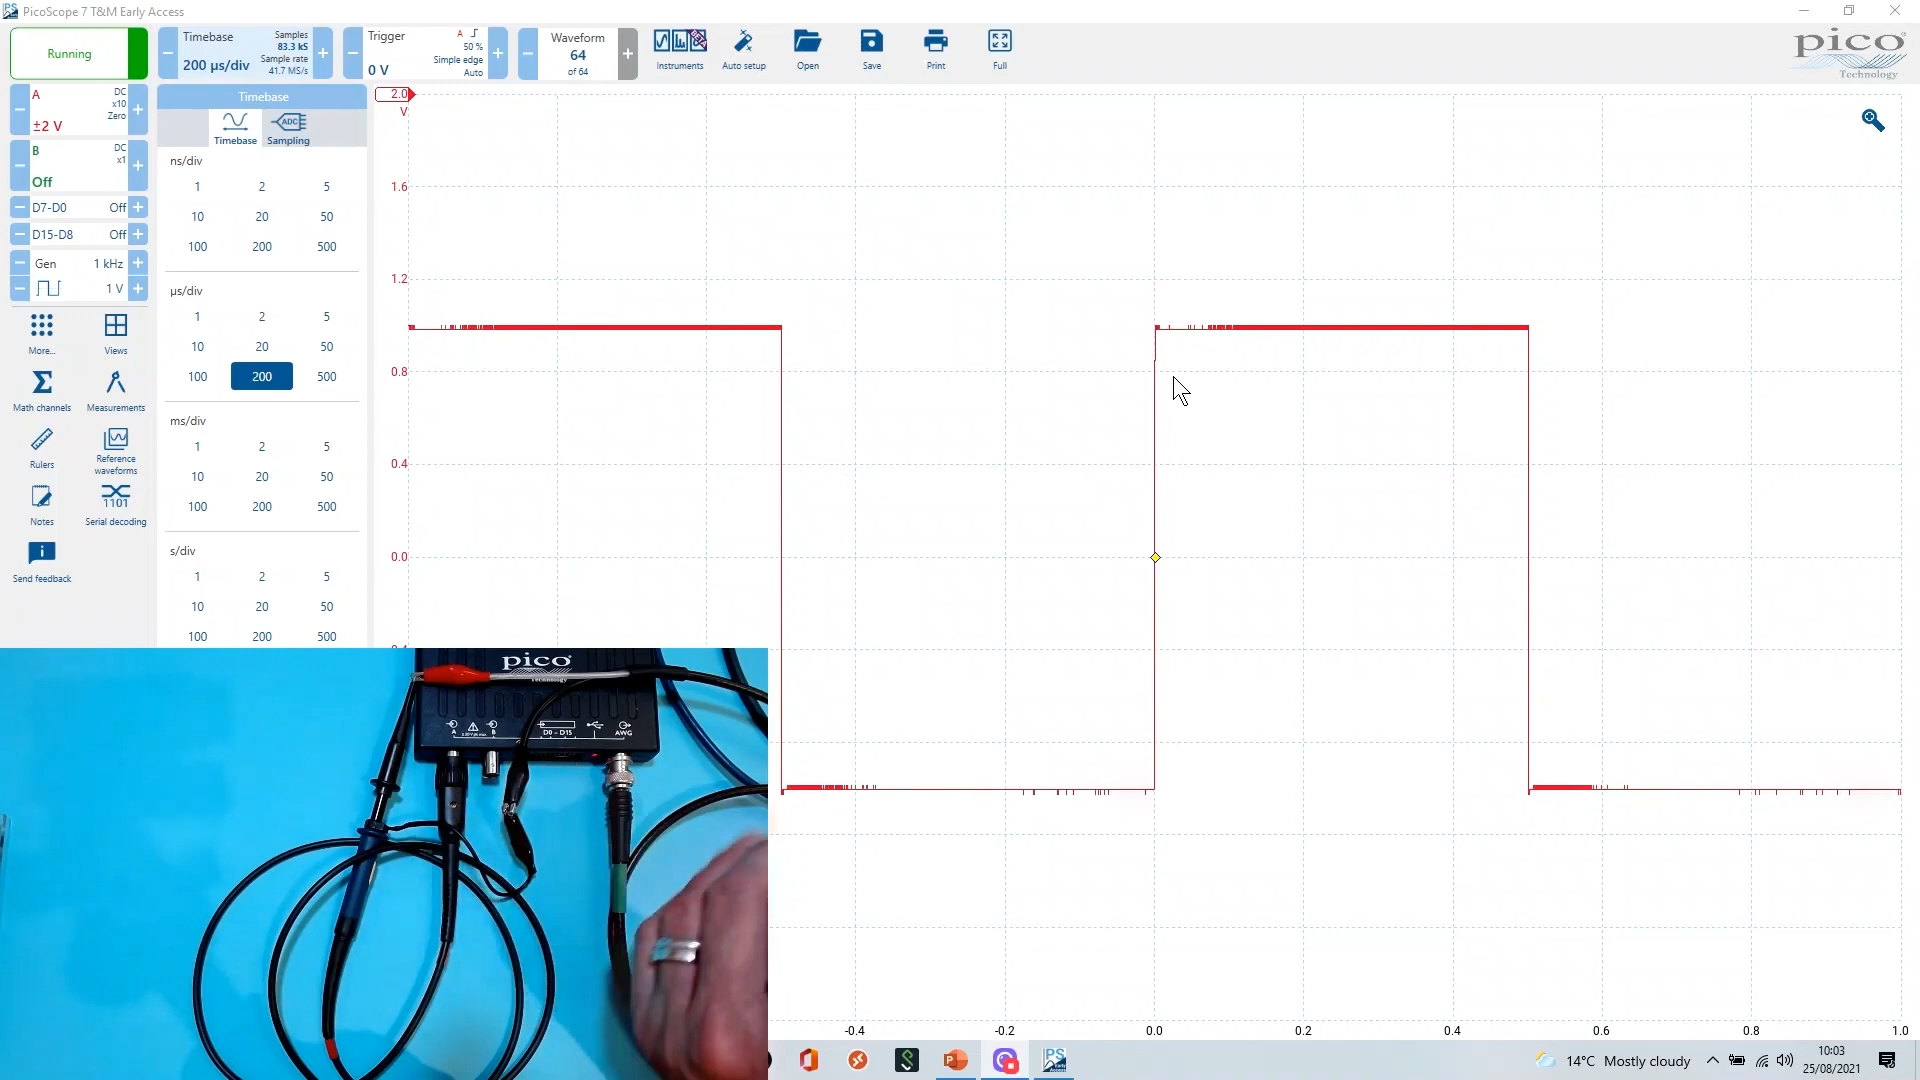 PicoScope 7 T&M Early Access
Running
Timebase
200 µs/div
Samples
83.3 kS
Sample rate
41.7 MS/s
Trigger
0 V
A
50 %
Simple edge
Auto
Waveform
64
of 64
Instruments
Auto setup
Open
Save
Print
Full
pico
Technology
A
±2 V
DC
x10
Zero
B
Off
DC
x1
D7-D0 Off
D15-D8 Off
Gen 1 kHz
1 V
More...
Views
Math channels
Measurements
Rulers
Reference waveforms
Notes
1101
Serial decoding
Send feedback
Timebase
ADC
Timebase
Sampling
ns/div
1 2 5
10 20 50
100 200 500
µs/div
1 2 5
10 20 50
100 200 500
ms/div
1 2 5
10 20 50
100 200 500
s/div
1 2 5
10 20 50
100 200 500
2.0
V
1.6
1.2
0.8
0.4
0.0
pico
Technology
A
B
D0 - D15
AWG
-0.4 -0.2 0.0 0.2 0.4 0.6 0.8 1.0
14°C Mostly cloudy
10:03
25/08/2021